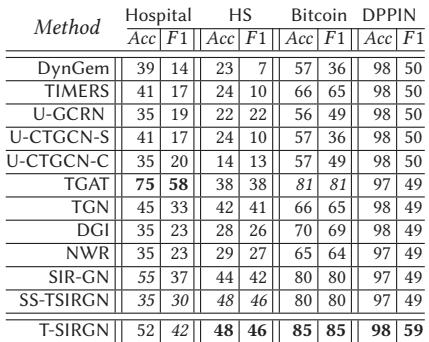 Method Hospital HS Bitcoin DPPIN
Acc F1 Acc F1 Acc F1 Acc F1
DynGem 39 14 23 7 57 36 98 50
TIMERS 41 17 24 10 66 65 98 50
U-GCRN 35 19 22 22 56 49 98 50
U-CTGCN-S 41 17 24 10 57 36 98 50
U-CTGCN-C 35 20 14 13 57 49 98 50
TGAT 75 58 38 38 81 81 97 49
TGN 45 33 42 41 66 65 98 49
DGI 35 23 28 26 70 69 98 49
NWR 35 23 29 27 65 64 97 49
SIR-GN 55 37 44 42 80 80 97 49
SS-TSIRGN 35 30 48 46 80 80 97 49
T-SIRGN 52 42 48 46 85 85 98 59